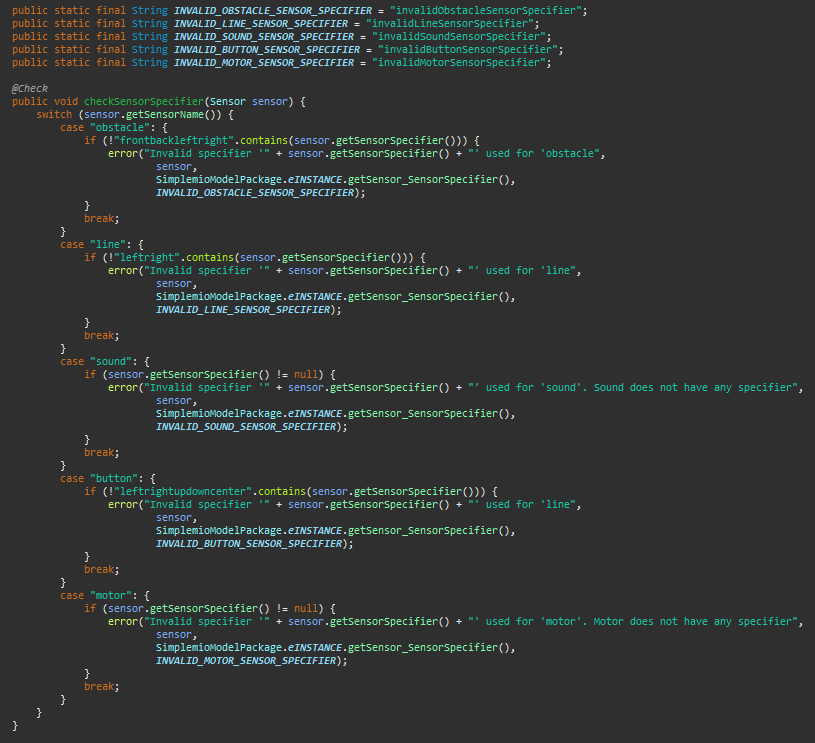 public static final String INVALID_OBSTACLE_SENSOR_SPECIFIER = "invalidObstacleSensorSpecifier";
public static final String INVALID_LINE_SENSOR_SPECIFIER = "invalidLineSensorSpecifier";
public static final String INVALID_SOUND_SENSOR_SPECIFIER = "invalidSoundSensorSpecifier";
public static final String INVALID_BUTTON_SENSOR_SPECIFIER = "invalidButtonSensorSpecifier";
public static final String INVALID_MOTOR_SENSOR_SPECIFIER = "invalidMotorSensorSpecifier";

@Check
public void checkSensorSpecifier(Sensor sensor) {
    switch (sensor.getSensorName()) {
        case "obstacle": {
            if (!"frontbackleftright".contains(sensor.getSensorSpecifier())) {
                error("Invalid specifier '" + sensor.getSensorSpecifier() + "' used for 'obstacle",
                        sensor,
                        SimplemioModelPackage.eINSTANCE.getSensor_SensorSpecifier(),
                        INVALID_OBSTACLE_SENSOR_SPECIFIER);
            }
            break;
        }
        case "line": {
            if (!"leftright".contains(sensor.getSensorSpecifier())) {
                error("Invalid specifier '" + sensor.getSensorSpecifier() + "' used for 'line",
                        sensor,
                        SimplemioModelPackage.eINSTANCE.getSensor_SensorSpecifier(),
                        INVALID_LINE_SENSOR_SPECIFIER);
            }
            break;
        }
        case "sound": {
            if (sensor.getSensorSpecifier() != null) {
                error("Invalid specifier '" + sensor.getSensorSpecifier() + "' used for 'sound'. Sound does not have any specifier",
                        sensor,
                        SimplemioModelPackage.eINSTANCE.getSensor_SensorSpecifier(),
                        INVALID_SOUND_SENSOR_SPECIFIER);
            }
            break;
        }
        case "button": {
            if (!"leftrightupdowncenter".contains(sensor.getSensorSpecifier())) {
                error("Invalid specifier '" + sensor.getSensorSpecifier() + "' used for 'line",
                        sensor,
                        SimplemioModelPackage.eINSTANCE.getSensor_SensorSpecifier(),
                        INVALID_BUTTON_SENSOR_SPECIFIER);
            }
            break;
        }
        case "motor": {
            if (sensor.getSensorSpecifier() != null) {
                error("Invalid specifier '" + sensor.getSensorSpecifier() + "' used for 'motor'. Motor does not have any specifier",
                        sensor,
                        SimplemioModelPackage.eINSTANCE.getSensor_SensorSpecifier(),
                        INVALID_MOTOR_SENSOR_SPECIFIER);
            }
            break;
        }
    }
}